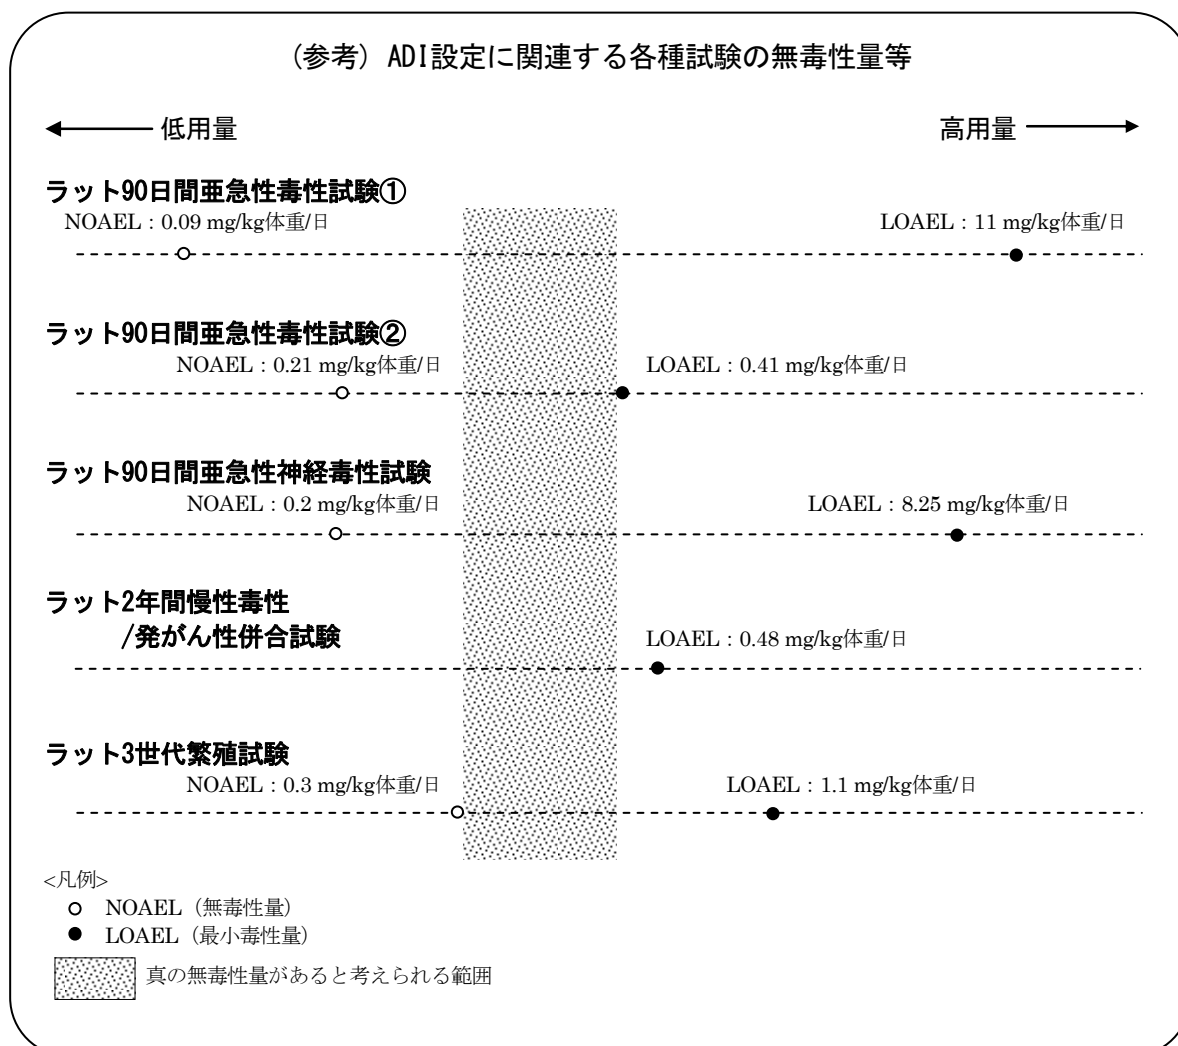 (参考) ADI設定に関連する各種試験の無毒性量等
低用量 高用量
ラット90日間亜急性毒性試験①
NOAEL：0.09 mg/kg体重/日 LOAEL：11 mg/kg体重/日
ラット90日間亜急性毒性試験②
NOAEL：0.21 mg/kg体重/日 LOAEL：0.41 mg/kg体重/日
ラット90日間亜急性神経毒性試験
NOAEL：0.2 mg/kg体重/日 LOAEL：8.25 mg/kg体重/日
ラット2年間慢性毒性
/発がん性併合試験
LOAEL：0.48 mg/kg体重/日
ラット3世代繁殖試験
NOAEL：0.3 mg/kg体重/日 LOAEL：1.1 mg/kg体重/日
<凡例>
NOAEL（無毒性量）
LOAEL（最小毒性量）
真の無毒性量があると考えられる範囲